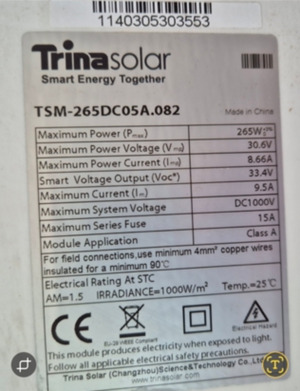 1140305303553
Trinasolar
Smart Energy Together
TSM-265DC05A.082
Made in China
Maximum Power (Pmax) 265W
Maximum Power Voltage (Vmp) 30.6V
Maximum Power Current (Imp) 8.66A
Smart Voltage Output (Voc*) 33.4V
Maximum Current (Im) 9.5A
Maximum System Voltage DC1000V
Maximum Series Fuse 15A
Module Application Class A
For field connections,use minimum 4mm² copper wires
insulated for a minimum 90℃
Electrical Rating At STC
AM=1.5 IRRADIANCE=1000W/m² Temp.=25℃
EU-28 WEEE Compliant
Electrical Hazard
This module produces electricity when exposed to light.
Follow all applicable electrical safety precautions.
Trina Solar (Changzhou)Science&Technology Co.,Ltd
www.trinasolar.com